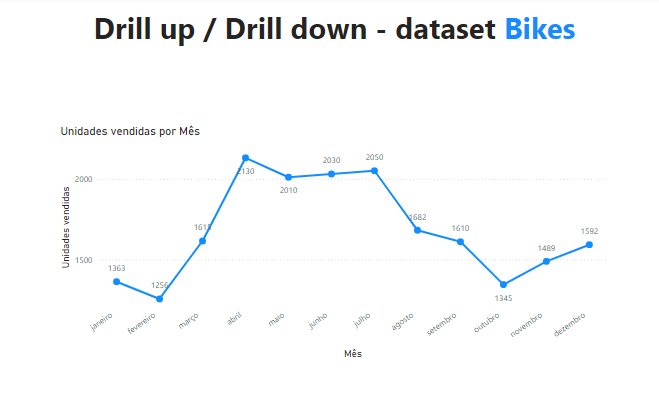 Drill up / Drill down - dataset Bikes
Unidades vendidas por Mês
Unidades vendidas
2000
1500
1363
1256
2130
2010
2030
2050
1682
1610
1345
1489
1592
janeiro
fevereiro
março
abril
maio
junho
julho
agosto
setembro
outubro
novembro
dezembro
Mês